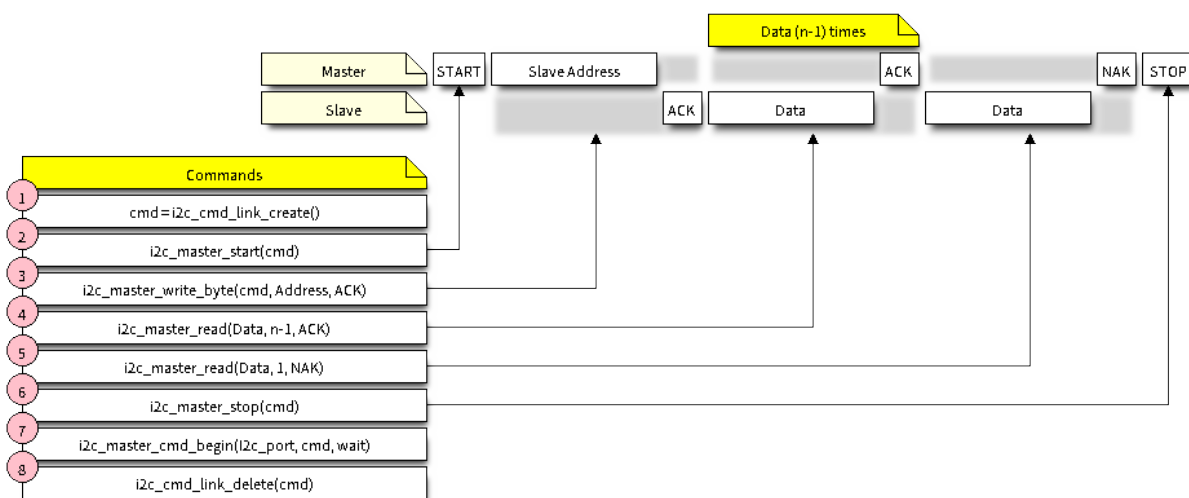 Data (n-1) times
Master START Slave Address ACK NAK STOP
Slave ACK Data Data
Commands
1
cmd = i2c_cmd_link_create()
2
i2c_master_start(cmd)
3
i2c_master_write_byte(cmd, Address, ACK)
4
i2c_master_read(Data, n-1, ACK)
5
i2c_master_read(Data, 1, NAK)
6
i2c_master_stop(cmd)
7
i2c_master_cmd_begin(I2c_port, cmd, wait)
8
i2c_cmd_link_delete(cmd)